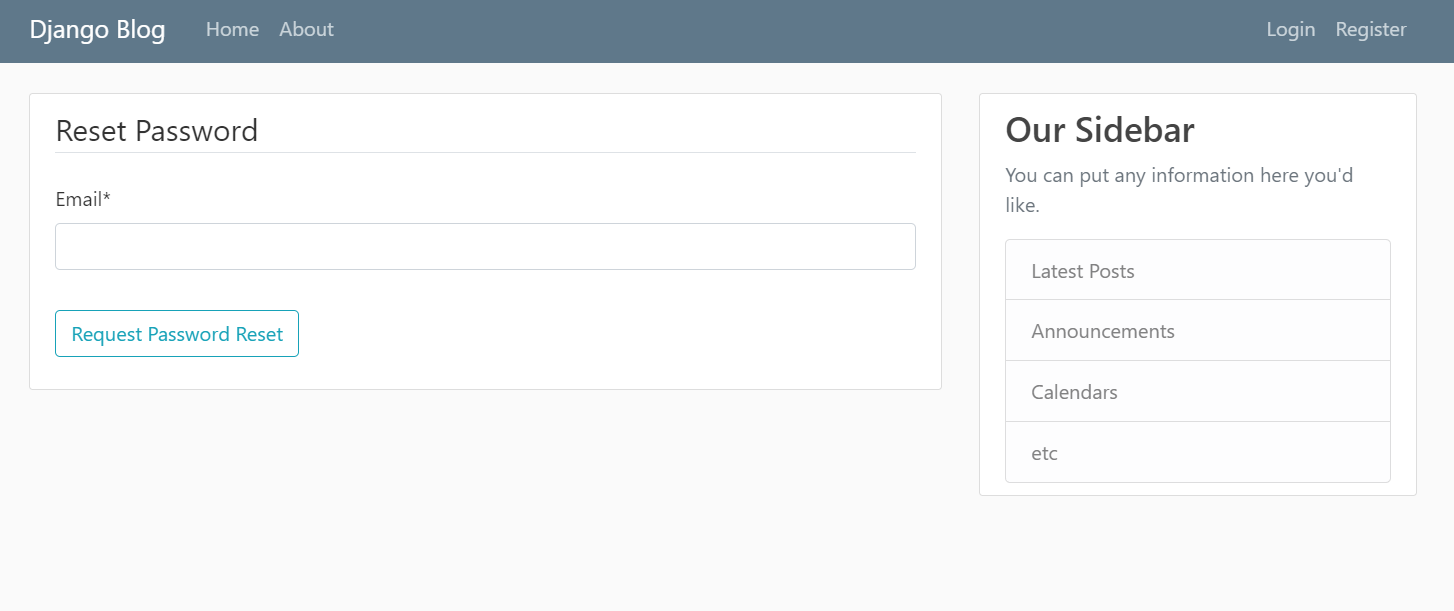 Django Blog Home About Login Register
Reset Password
Email*
Request Password Reset
Our Sidebar
You can put any information here you'd
like.
Latest Posts
Announcements
Calendars
etc